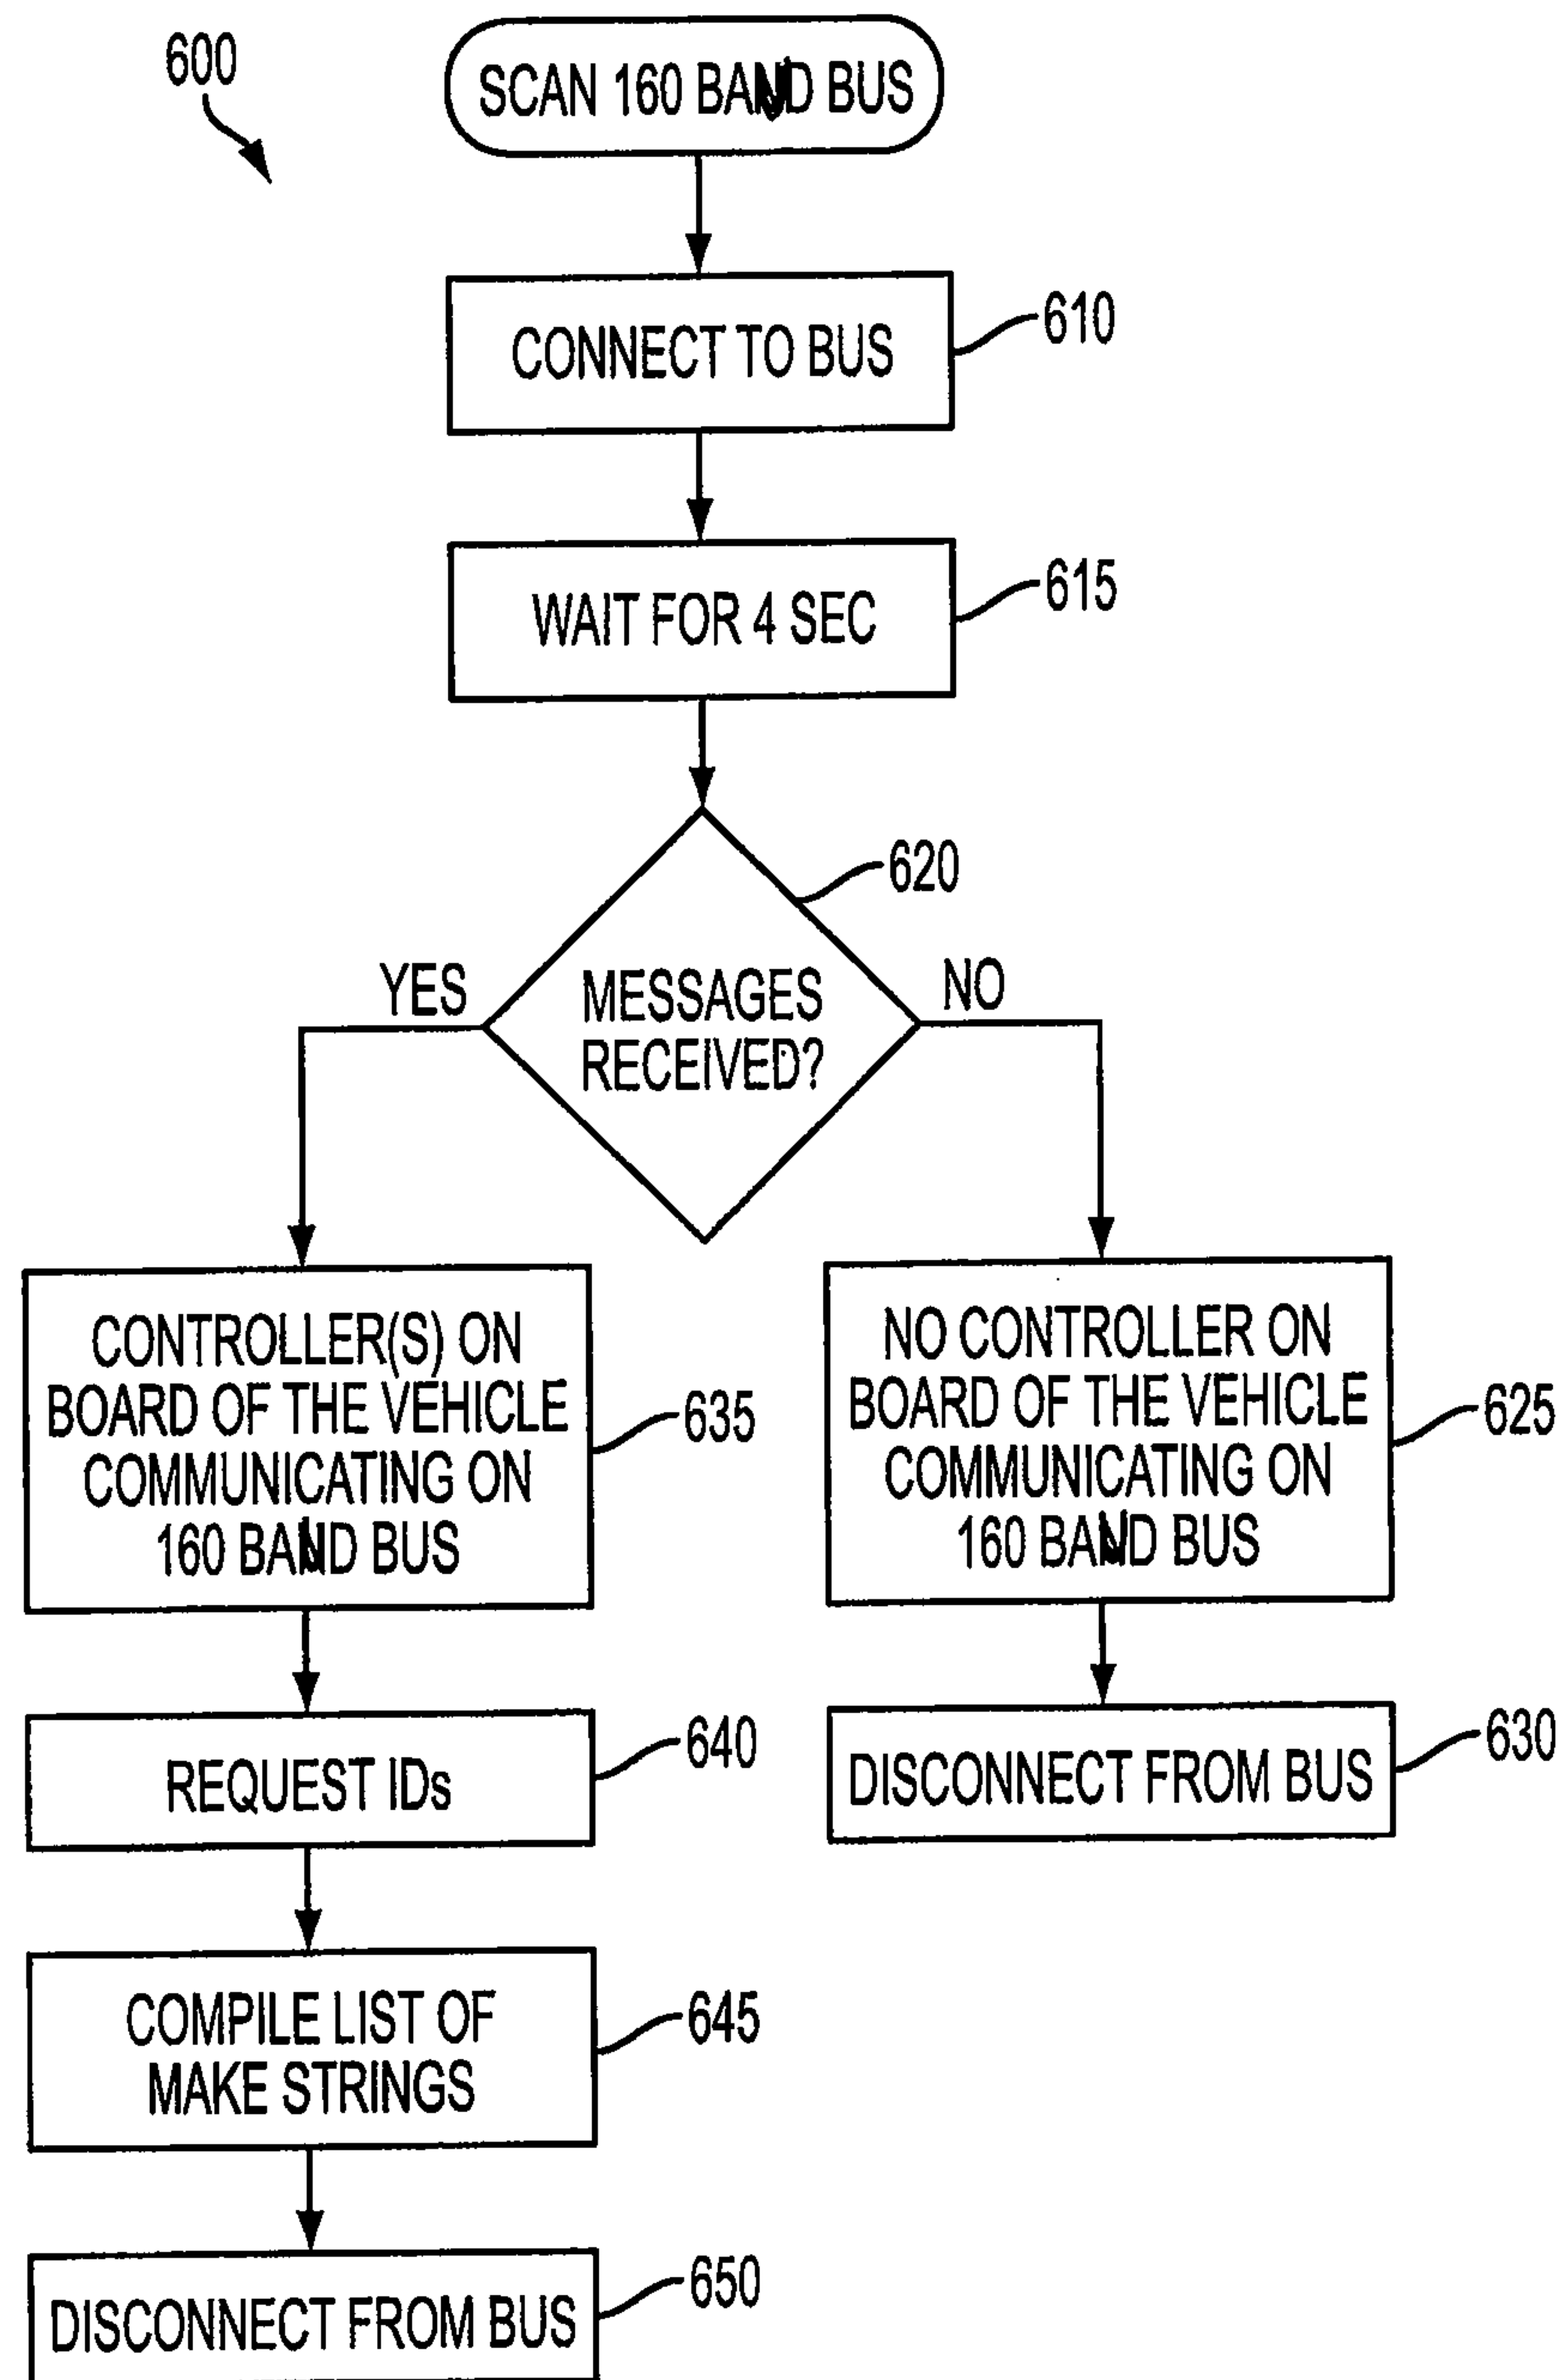 600
SCAN 160 BAND BUS
CONNECT TO BUS
610
WAIT FOR 4 SEC
615
620
MESSAGES
RECEIVED?
YES
NO
CONTROLLER(S) ON
BOARD OF THE VEHICLE
COMMUNICATING ON
160 BAND BUS
635
NO CONTROLLER ON
BOARD OF THE VEHICLE
COMMUNICATING ON
160 BAND BUS
625
REQUEST IDs
640
DISCONNECT FROM BUS
630
COMPILE LIST OF
MAKE STRINGS
645
DISCONNECT FROM BUS
650